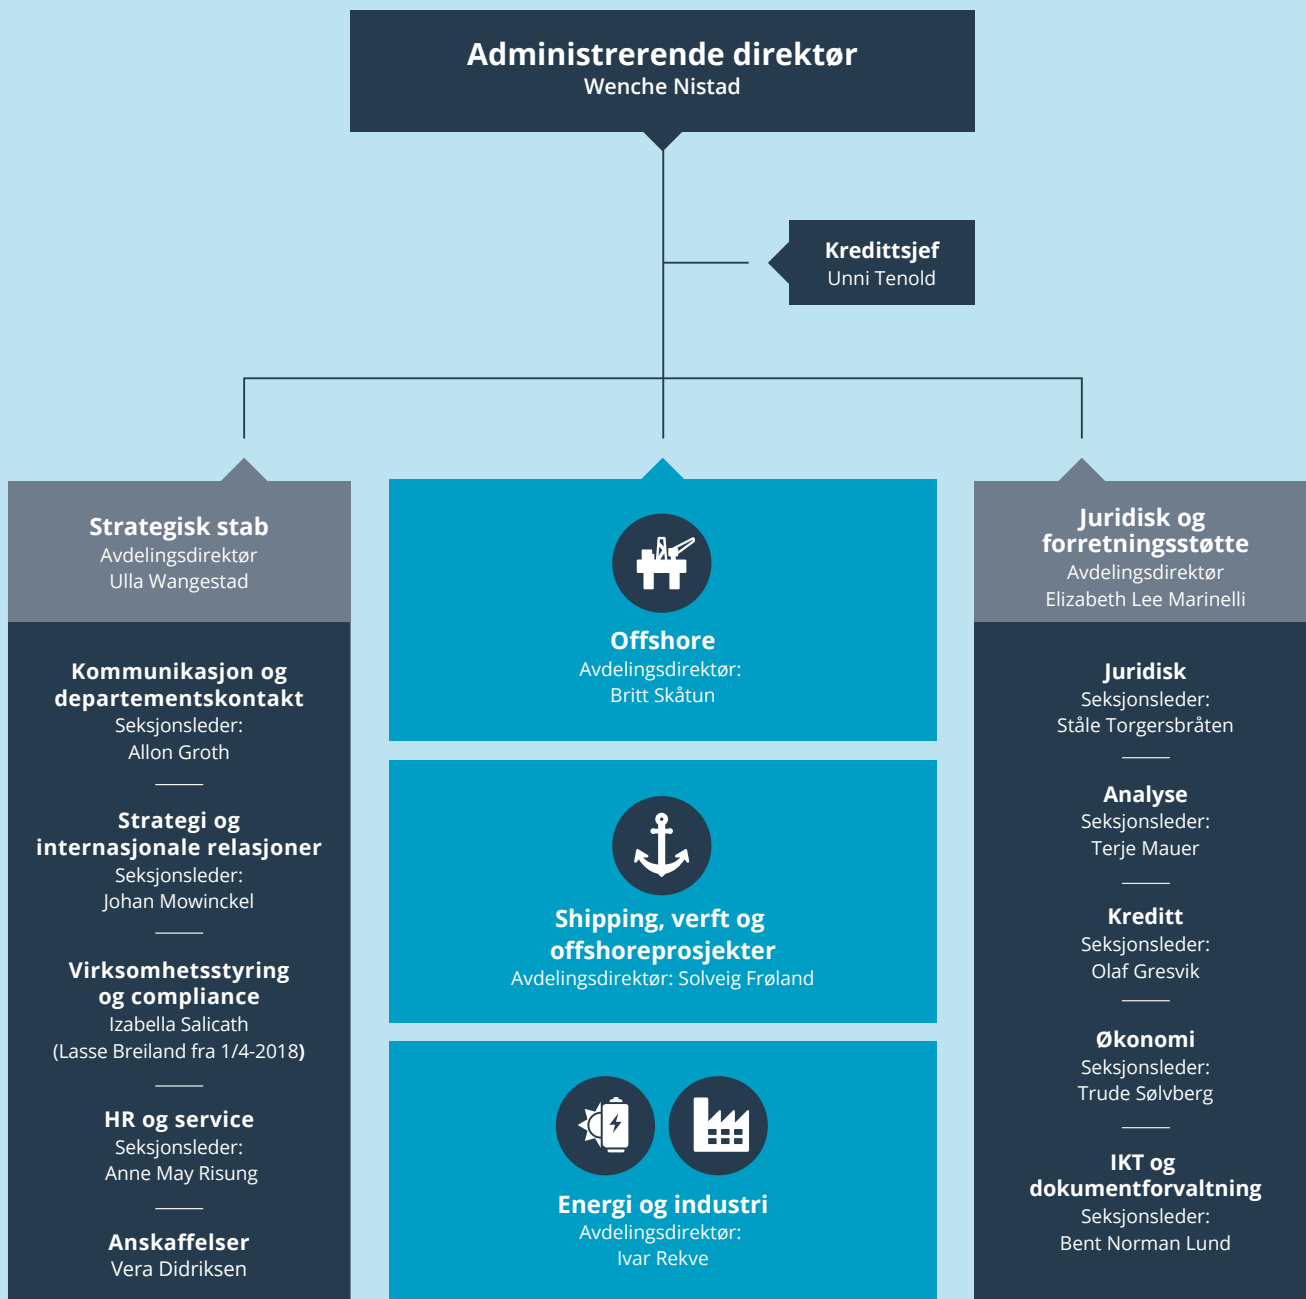 Administrerende direktør
Wenche Nistad
Kredittsjef
Unni Tenold
Strategisk stab
Avdelingsdirektør
Ulla Wangestad
Kommunikasjon og
departementskontakt
Seksjonsleder:
Allon Groth
Strategi og
internasjonale relasjoner
Seksjonsleder:
Johan Mowinckel
Virksomhetsstyring
og compliance
Izabella Salicath
(Lasse Breiland fra 1/4-2018)
HR og service
Seksjonsleder:
Anne May Risung
Anskaffelser
Vera Didriksen
Offshore
Avdelingsdirektør:
Britt Skåtun
Shipping, verft og
offshoreprosjekter
Avdelingsdirektør: Solveig Frøland
Energi og industri
Avdelingsdirektør:
Ivar Rekve
Juridisk og
forretningsstøtte
Avdelingsdirektør
Elizabeth Lee Marinelli
Juridisk
Seksjonsleder:
Ståle Torgersbråten
Analyse
Seksjonsleder:
Terje Mauer
Kreditt
Seksjonsleder:
Olaf Gresvik
Økonomi
Seksjonsleder:
Trude Sølvberg
IKT og
dokumentforvaltning
Seksjonsleder:
Bent Norman Lund